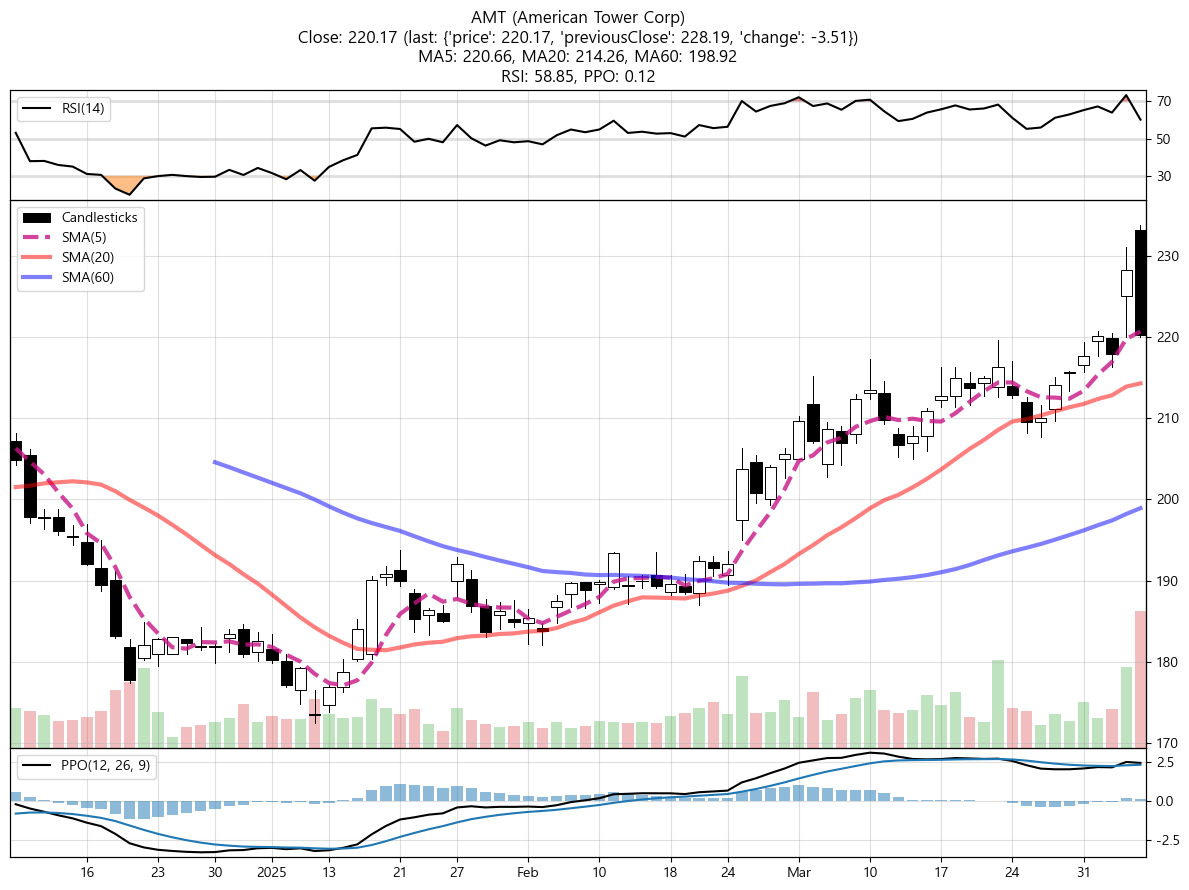 AMT (American Tower Corp)
Close: 220.17 (last: {'price': 220.17, 'previousClose': 228.19, 'change': -3.51})
MA5: 220.66, MA20: 214.26, MA60: 198.92
RSI: 58.85, PPO: 0.12
RSI(14)
70
50
30
Candlesticks
SMA(5)
SMA(20)
SMA(60)
230
220
210
200
190
180
170
PPO(12, 26, 9)
2.5
0.0
−2.5
16 23 30 2025 13 21 27 Feb 10 18 24 Mar 10 17 24 31